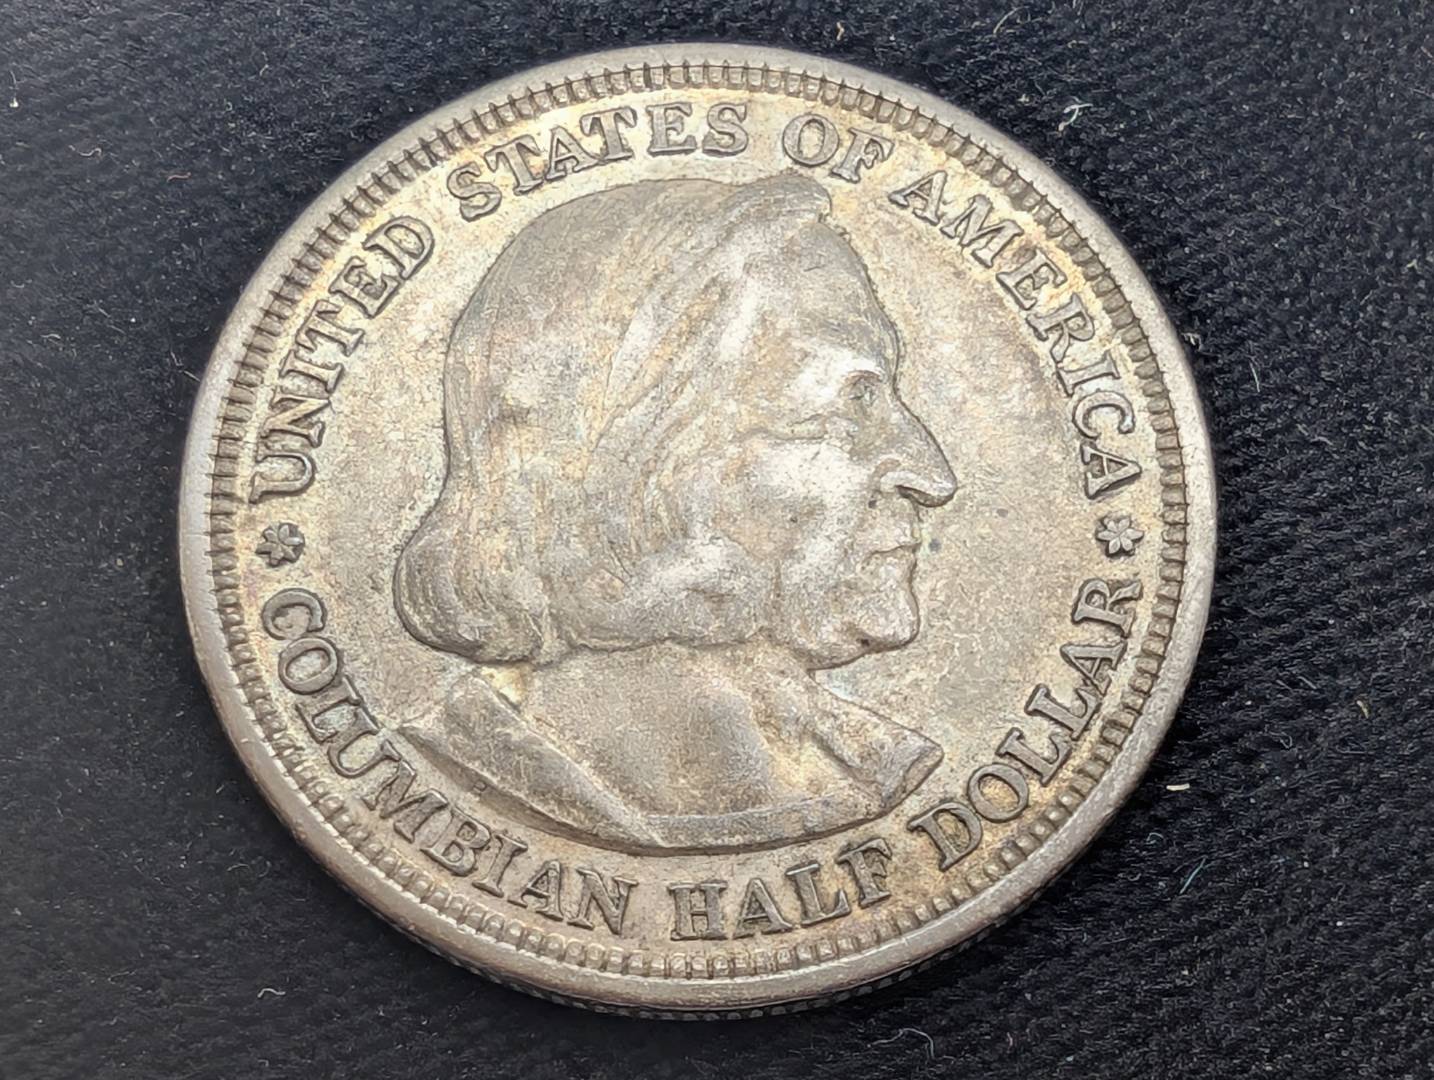 UNITED STATES OF AMERICA
COLUMBIAN HALF DOLLAR